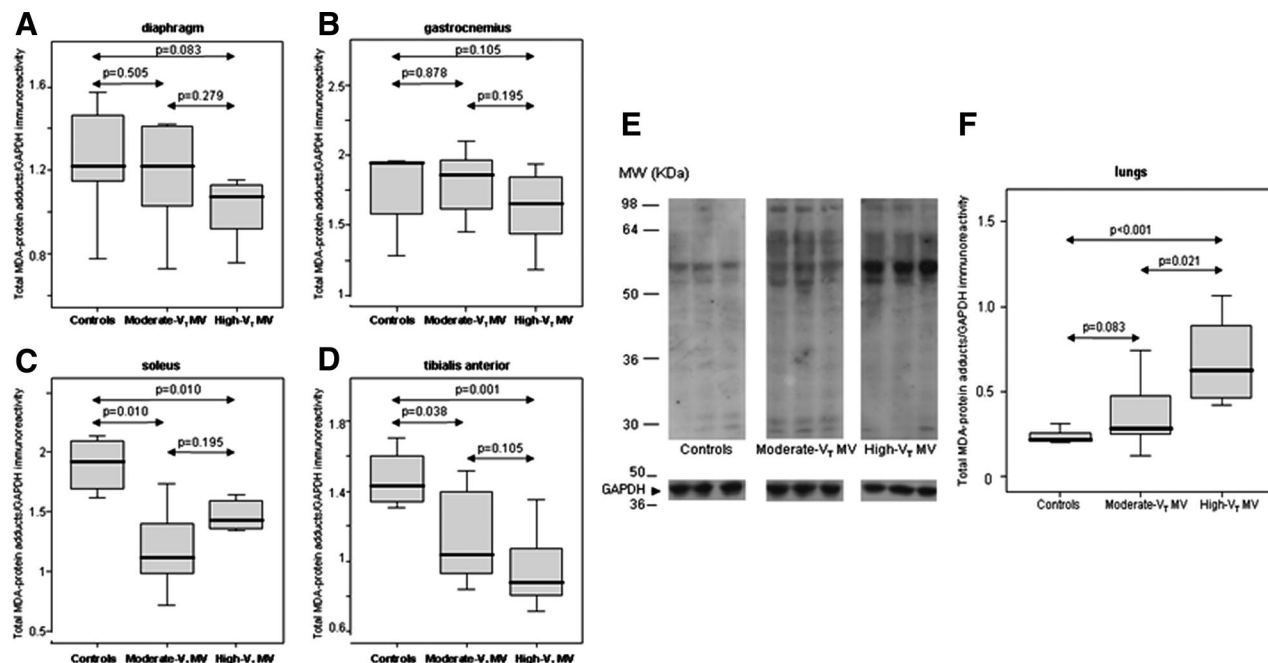 A
diaphragm
Total MDA-protein adducts/GAPDH immunoreactivity
1.6
1.2
0.8
p=0.083
p=0.505
p=0.279
Controls Moderate-VT MV High-VT MV
B
gastrocnemius
Total MDA-protein adducts/GAPDH immunoreactivity
2.5
2
1.5
1
p=0.105
p=0.878
p=0.195
Controls Moderate-VT MV High-VT MV
C
soleus
Total MDA-protein adducts/GAPDH immunoreactivity
2
1.5
1
0.5
p=0.010
p=0.010
p=0.195
Controls Moderate-VT MV High-VT MV
D
tibialis anterior
Total MDA-protein adducts/GAPDH immunoreactivity
1.8
1.4
1
0.6
p=0.001
p=0.038
p=0.105
Controls Moderate-VT MV High-VT MV
E
MW (KDa)
98
64
50
36
30
Controls Moderate-VT MV High-VT MV
50
GAPDH
36
F
lungs
Total MDA-protein adducts/GAPDH immunoreactivity
1.5
1.0
0.5
0
p<0.001
p=0.021
p=0.083
Controls Moderate-VT MV High-VT MV